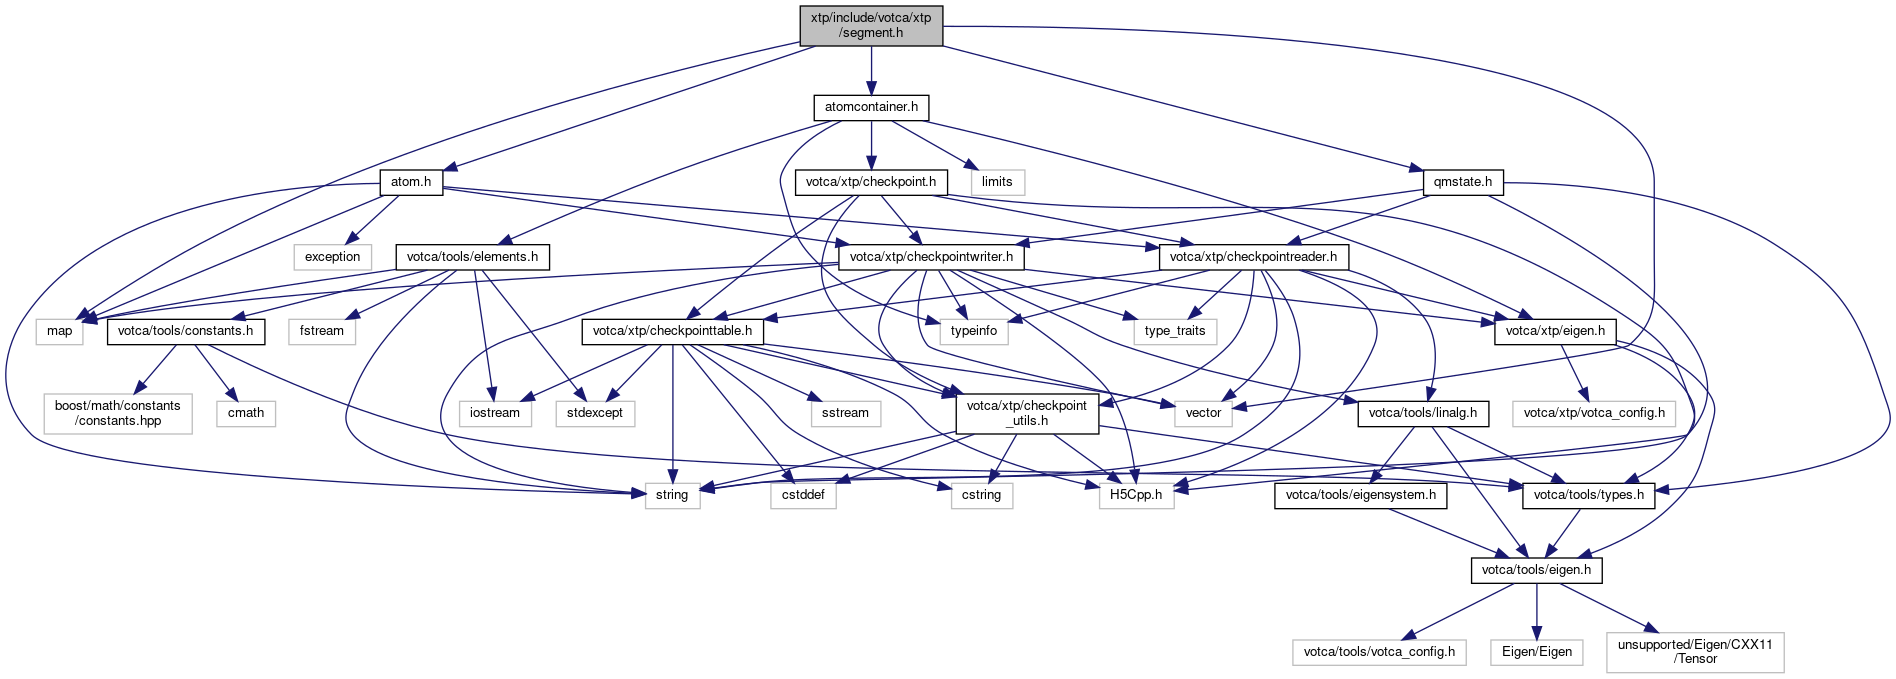 xtp/include/votca/xtp
/segment.h
atomcontainer.h
atom.h
votca/xtp/checkpoint.h
limits
qmstate.h
exception
votca/tools/elements.h
votca/xtp/checkpointwriter.h
votca/xtp/checkpointreader.h
map
votca/tools/constants.h
fstream
votca/xtp/checkpointtable.h
typeinfo
type_traits
votca/xtp/eigen.h
boost/math/constants
/constants.hpp
cmath
iostream
stdexcept
sstream
votca/xtp/checkpoint
_utils.h
vector
votca/tools/linalg.h
votca/xtp/votca_config.h
string
cstddef
cstring
H5Cpp.h
votca/tools/eigensystem.h
votca/tools/types.h
votca/tools/eigen.h
votca/tools/votca_config.h
Eigen/Eigen
unsupported/Eigen/CXX11
/Tensor